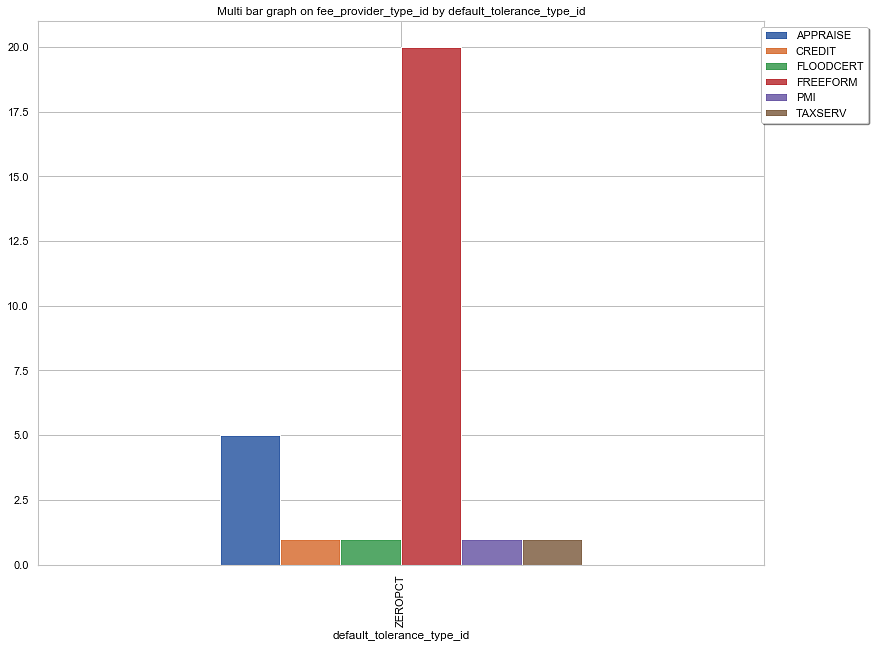 Multi bar graph on fee_provider_type_id by default_tolerance_type_id
20.0
17.5
15.0
12.5
10.0
7.5
5.0
2.5
0.0
APPRAISE
CREDIT
FLOODCERT
FREEFORM
PMI
TAXSERV
ZEROPCT
default_tolerance_type_id